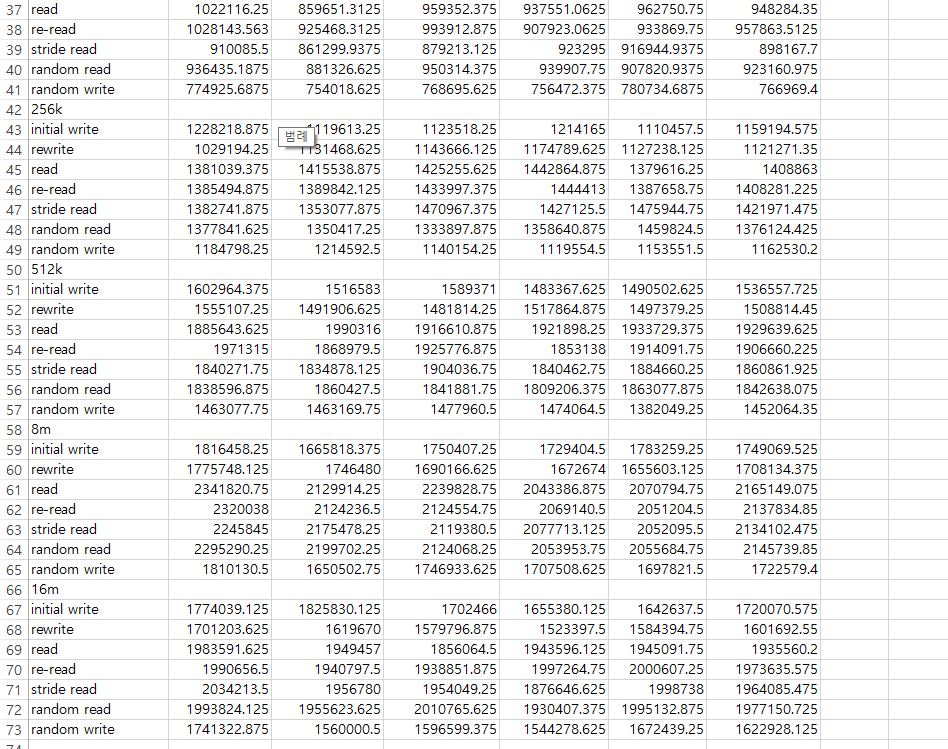 37 read 1022116.25 859651.3125 959352.375 937551.0625 962750.75 948284.35
38 re-read 1028143.563 925468.3125 993912.875 907923.0625 933869.75 957863.5125
39 stride read 910085.5 861299.9375 879213.125 923295 916944.9375 898167.7
40 random read 936435.1875 881326.625 950314.375 939907.75 907820.9375 923160.975
41 random write 774925.6875 754018.625 768695.625 756472.375 780734.6875 766969.4
42 256k
43 initial write 1228218.875 1119613.25 1123518.25 1214165 1110457.5 1159194.575
범례
44 rewrite 1029194.25 1131468.625 1143666.125 1174789.625 1127238.125 1121271.35
45 read 1381039.375 1415538.875 1425255.625 1442864.875 1379616.25 1408863
46 re-read 1385494.875 1389842.125 1433997.375 1444413 1387658.75 1408281.225
47 stride read 1382741.875 1353077.875 1470967.375 1427125.5 1475944.75 1421971.475
48 random read 1377841.625 1350417.25 1333897.875 1358640.875 1459824.5 1376124.425
49 random write 1184798.25 1214592.5 1140154.25 1119554.5 1153551.5 1162530.2
50 512k
51 initial write 1602964.375 1516583 1589371 1483367.625 1490502.625 1536557.725
52 rewrite 1555107.25 1491906.625 1481814.25 1517864.875 1497379.25 1508814.45
53 read 1885643.625 1990316 1916610.875 1921898.25 1933729.375 1929639.625
54 re-read 1971315 1868979.5 1925776.875 1853138 1914091.75 1906660.225
55 stride read 1840271.75 1834878.125 1904036.75 1840462.75 1884660.25 1860861.925
56 random read 1838596.875 1860427.5 1841881.75 1809206.375 1863077.875 1842638.075
57 random write 1463077.75 1463169.75 1477960.5 1474064.5 1382049.25 1452064.35
58 8m
59 initial write 1816458.25 1665818.375 1750407.25 1729404.5 1783259.25 1749069.525
60 rewrite 1775748.125 1746480 1690166.625 1672674 1655603.125 1708134.375
61 read 2341820.75 2129914.25 2239828.75 2043386.875 2070794.75 2165149.075
62 re-read 2320038 2124236.5 2124554.75 2069140.5 2051204.5 2137834.85
63 stride read 2245845 2175478.25 2119380.5 2077713.125 2052095.5 2134102.475
64 random read 2295290.25 2199702.25 2124068.25 2053953.75 2055684.75 2145739.85
65 random write 1810130.5 1650502.75 1746933.625 1707508.625 1697821.5 1722579.4
66 16m
67 initial write 1774039.125 1825830.125 1702466 1655380.125 1642637.5 1720070.575
68 rewrite 1701203.625 1619670 1579796.875 1523397.5 1584394.75 1601692.55
69 read 1983591.625 1949457 1856064.5 1943596.125 1945091.75 1935560.2
70 re-read 1990656.5 1940797.5 1938851.875 1997264.75 2000607.25 1973635.575
71 stride read 2034213.5 1956780 1954049.25 1876646.625 1998738 1964085.475
72 random read 1993824.125 1955623.625 2010765.625 1930407.375 1995132.875 1977150.725
73 random write 1741322.875 1560000.5 1596599.375 1544278.625 1672439.25 1622928.125